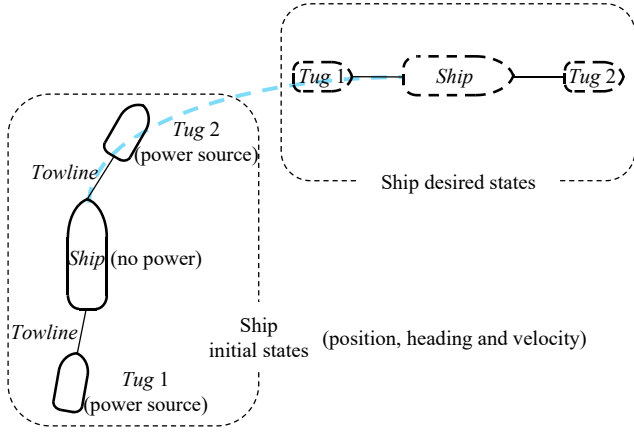 Tug 1
Ship
Tug 2
Ship desired states
Tug 2
(power source)
Towline
Ship (no power)
Towline
Tug 1
(power source)
Ship
initial states
(position, heading and velocity)